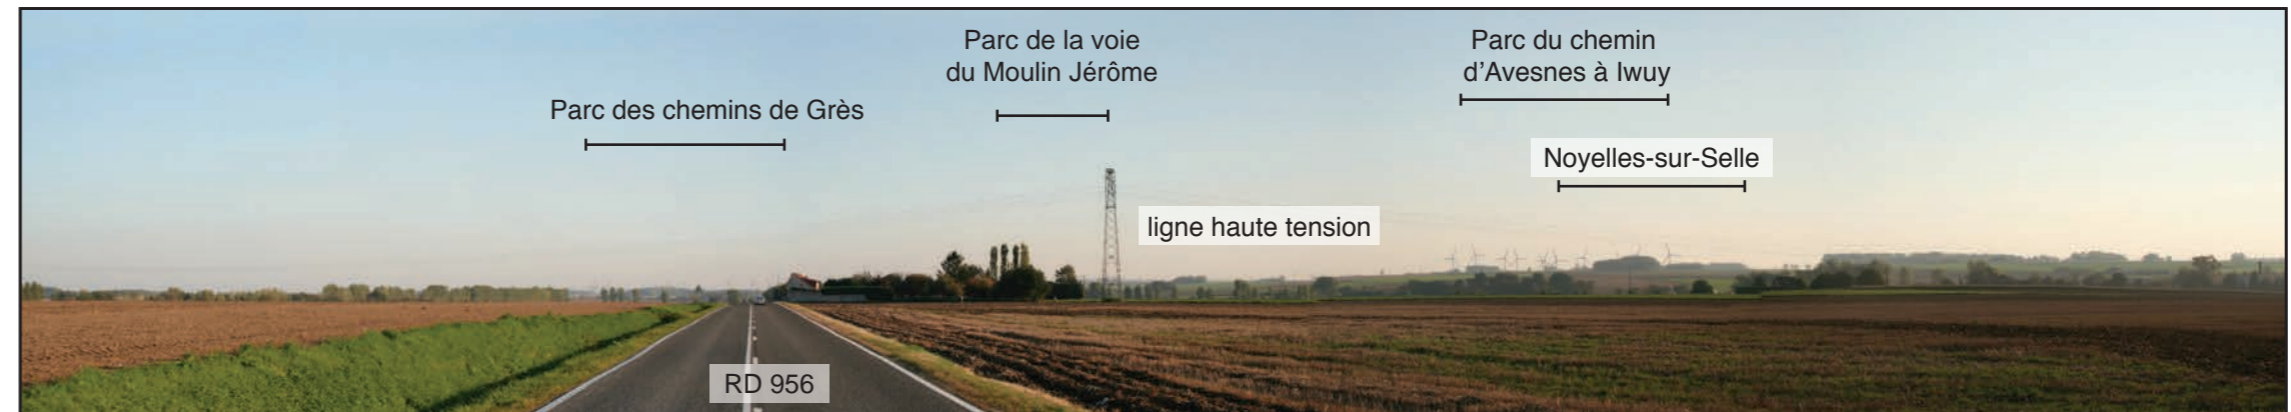 Parc des chemins de Grès
Parc de la voie
du Moulin Jérôme
Parc du chemin
d'Avesnes à Iwuy
Noyelles-sur-Selle
ligne haute tension
RD 956